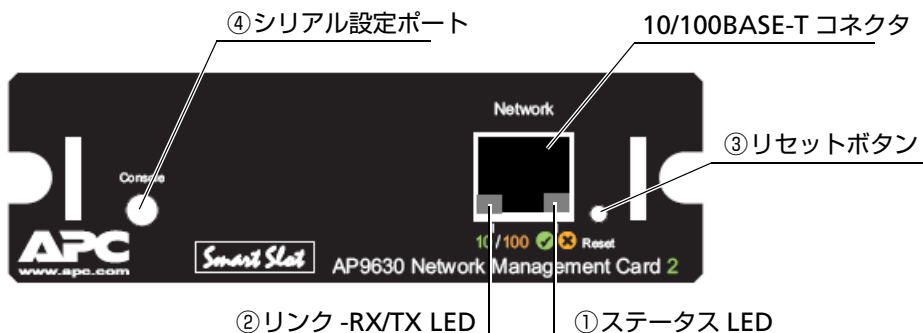 ④シリアル設定ポート
10/100BASE-T コネクタ
Network
③リセットボタン
Console
10/100 Reset
APC
www.apc.com
Smart Slot
AP9630 Network Management Card 2
②リンク -RX/TX LED
①ステータス LED